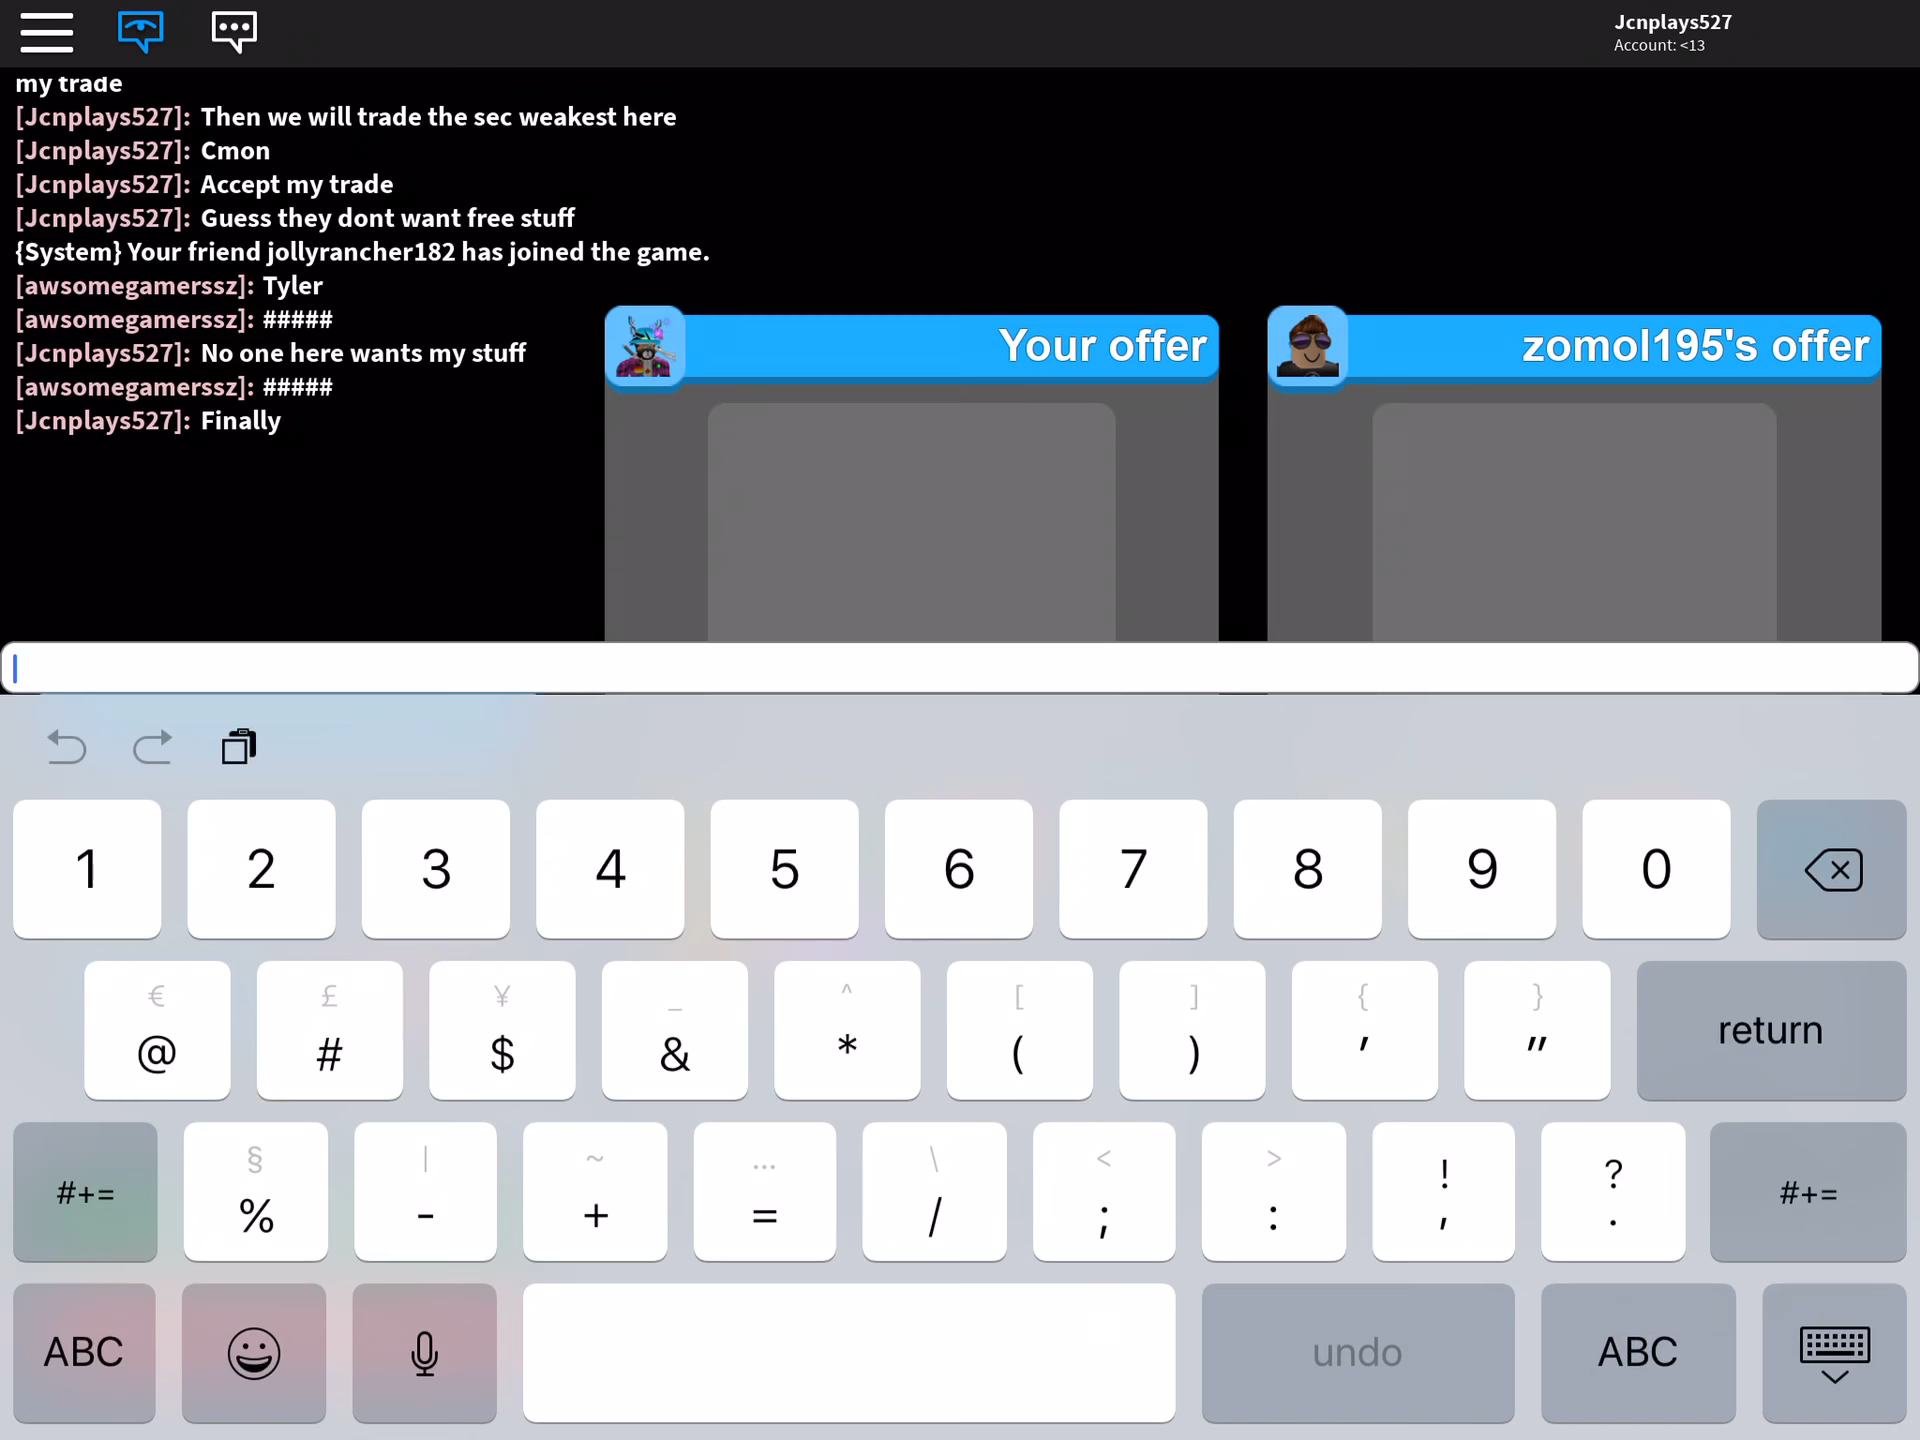 Jcnplays527
Account: <13
my trade
[Jcnplays527]: Then we will trade the sec weakest here
[Jcnplays527]: Cmon
[Jcnplays527]: Accept my trade
[Jcnplays527]: Guess they dont want free stuff
{System} Your friend jollyrancher182 has joined the game.
[awsomegamerssz]: Tyler
[awsomegamerssz]: #####
[Jcnplays527]: No one here wants my stuff
[awsomegamerssz]: #####
[Jcnplays527]: Finally
Your offer
zomol195's offer
1 2 3 4 5 6 7 8 9 0
€ £ ¥ _ ^ [ ] { }
@ # $ & * ( ) ' " return
§ | ~ … \ < > ! ?
#+= % - + = / ; : , . #+=
ABC undo ABC